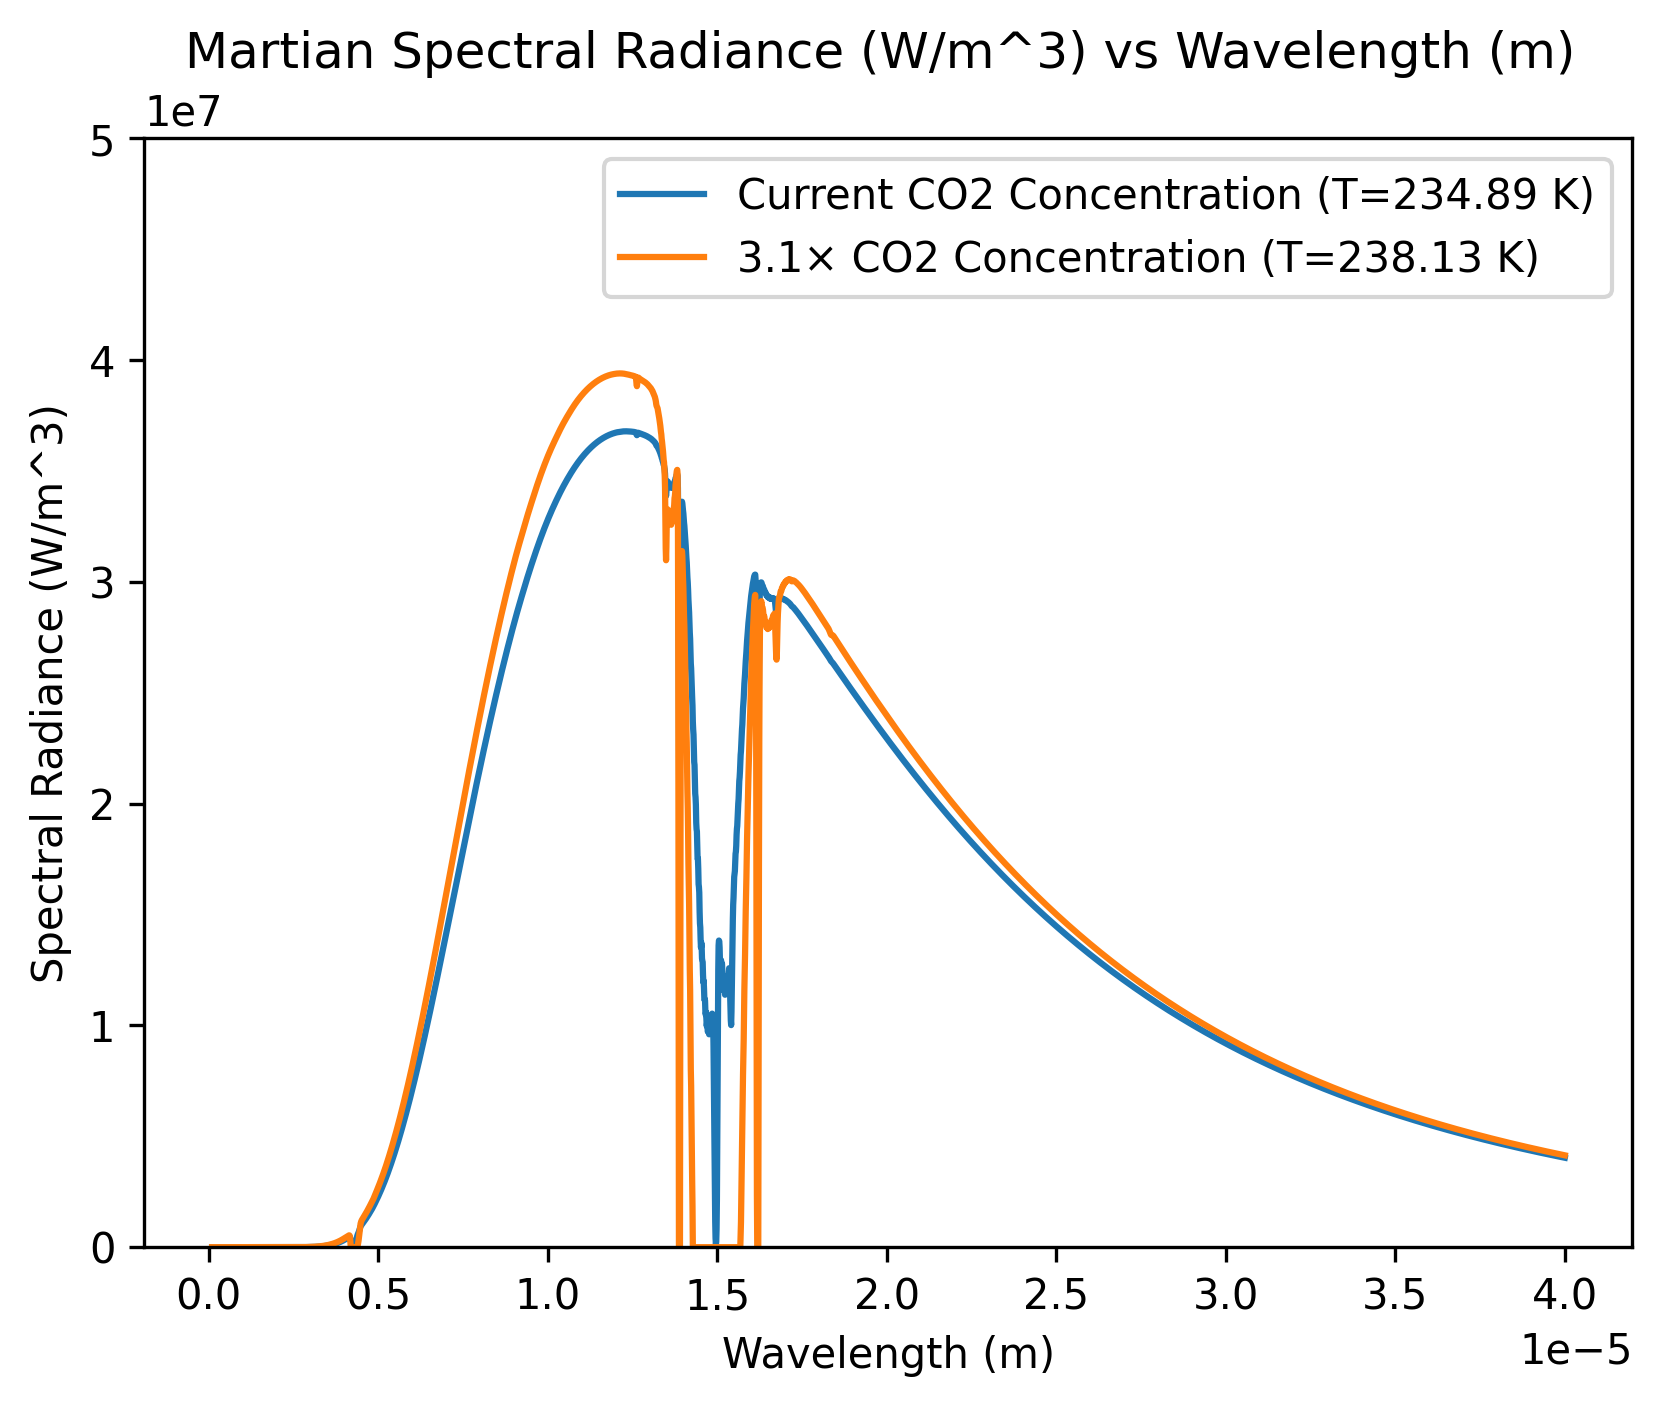 Martian Spectral Radiance (W/m^3) vs Wavelength (m)
1e7
Current CO2 Concentration (T=234.89 K)
3.1× CO2 Concentration (T=238.13 K)
Spectral Radiance (W/m^3)
5
4
3
2
1
0
0.0 0.5 1.0 1.5 2.0 2.5 3.0 3.5 4.0
1e−5
Wavelength (m)